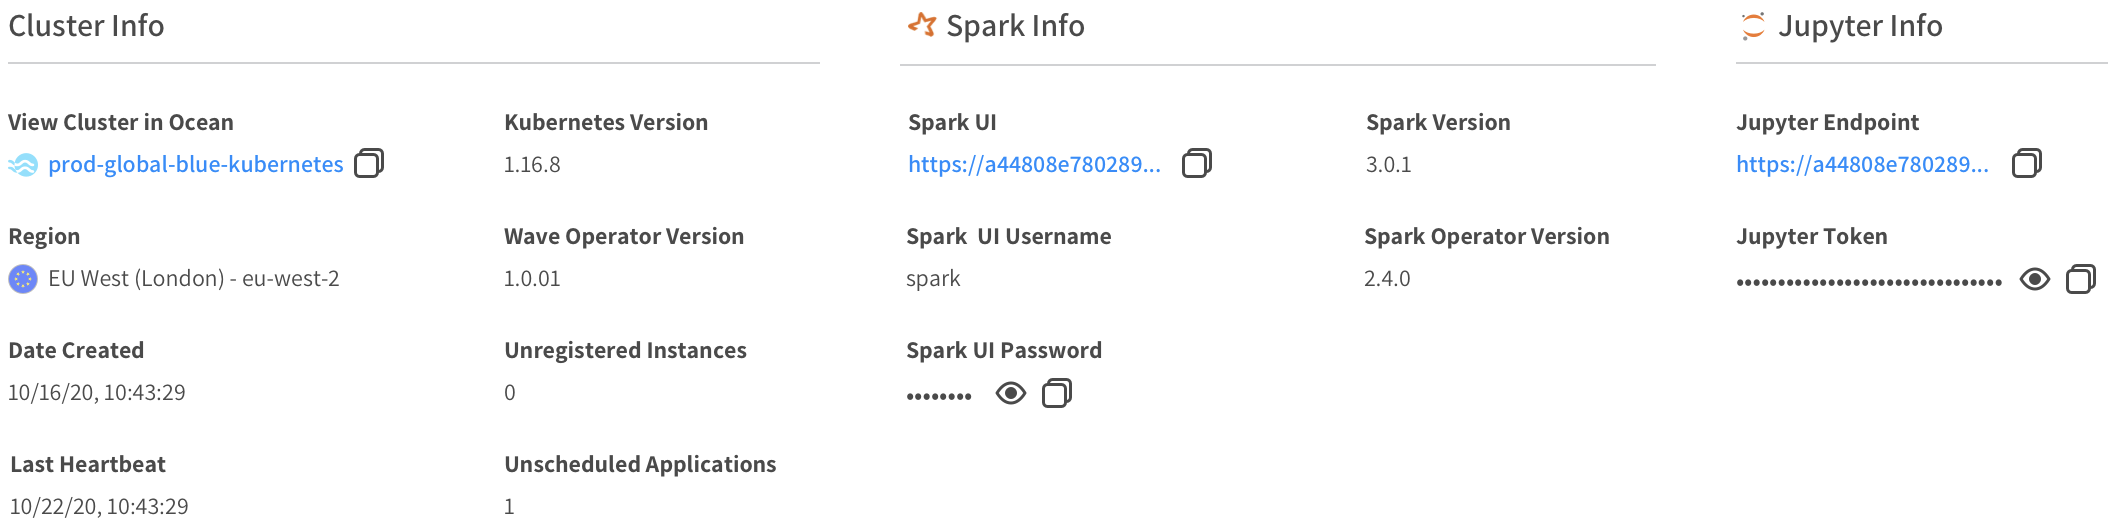 Cluster Info
View Cluster in Ocean
prod-global-blue-kubernetes
Region
EU West (London) - eu-west-2
Date Created
10/16/20, 10:43:29
Last Heartbeat
10/22/20, 10:43:29
Kubernetes Version
1.16.8
Wave Operator Version
1.0.01
Unregistered Instances
0
Unscheduled Applications
1
Spark Info
Spark UI
https://a44808e780289...
Spark  UI Username
spark
Spark UI Password
••••••••
Spark Version
3.0.1
Spark Operator Version
2.4.0
Jupyter Info
Jupyter Endpoint
https://a44808e780289...
Jupyter Token
•••••••••••••••••••••••••••••••••